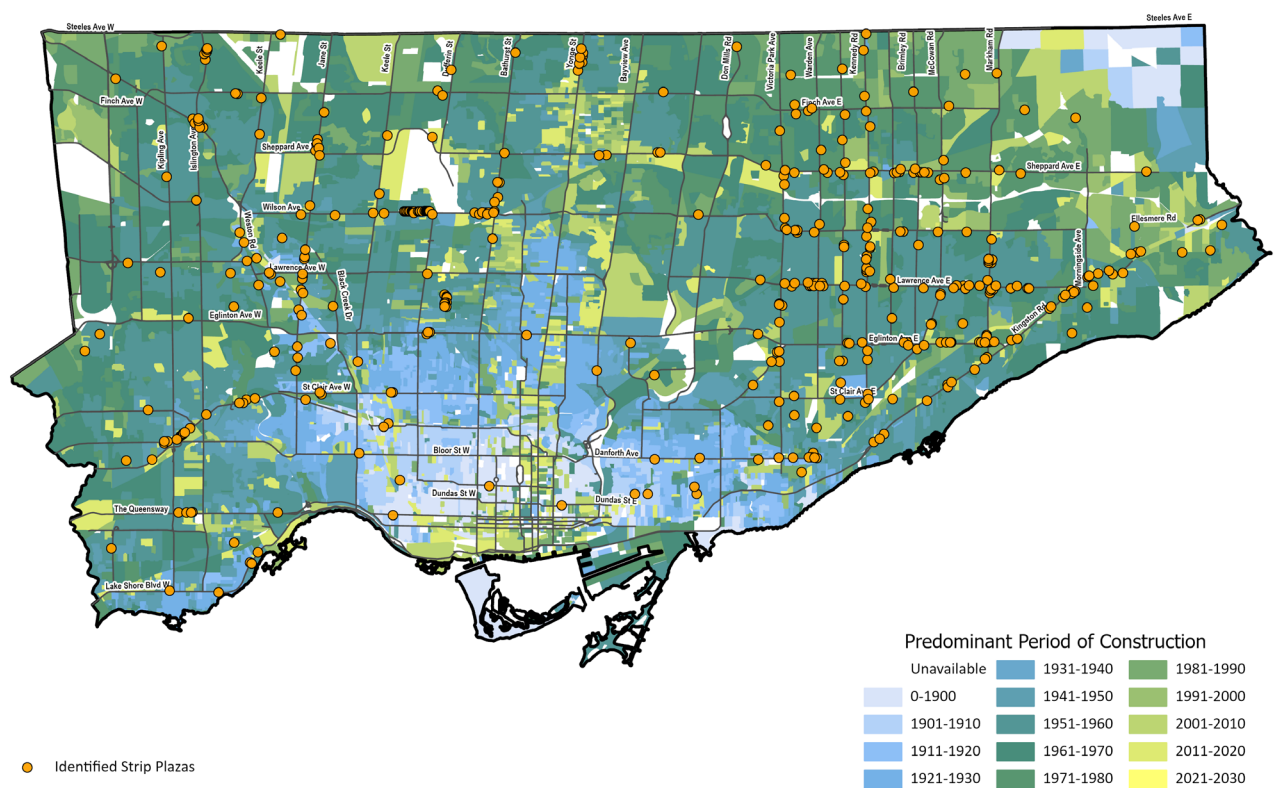 Steeles Ave W
Steeles Ave E
Keele St
Jane St
Keele St
Dufferin St
Bathurst St
Yonge St
Bayview Ave
Don Mills Rd
Victoria Park Ave
Warden Ave
Kennedy Rd
Brimley Rd
McCowan Rd
Markham Rd
Finch Ave W
Finch Ave E
Kipling Ave
Islington Ave
Sheppard Ave
Sheppard Ave E
Wilson Ave
Weston Rd
Ellesmere Rd
Morningside Ave
Lawrence Ave W
Black Creek Dr
Lawrence Ave E
Eglinton Ave W
Kingston Rd
Eglinton Ave E
St Clair Ave W
St Clair Ave E
Bloor St W
Danforth Ave
Dundas St W
Dundas St E
The Queensway
Lake Shore Blvd W
Predominant Period of Construction
Unavailable
0-1900
1901-1910
1911-1920
1921-1930
1931-1940
1941-1950
1951-1960
1961-1970
1971-1980
1981-1990
1991-2000
2001-2010
2011-2020
2021-2030
Identified Strip Plazas